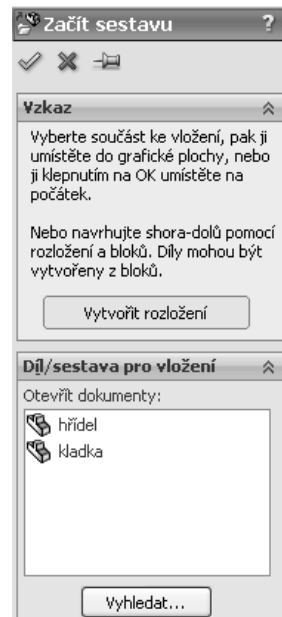 Začít sestavu ?
Vzkaz
Vyberte součást ke vložení, pak ji
umístěte do grafické plochy, nebo
ji klepnutím na OK umístěte na
počátek.
Nebo navrhujte shora-dolů pomocí
rozložení a bloků. Díly mohou být
vytvořeny z bloků.
Vytvořit rozložení
Díl/sestava pro vložení
Otevřít dokumenty:
hřídel
kladka
Vyhledat...